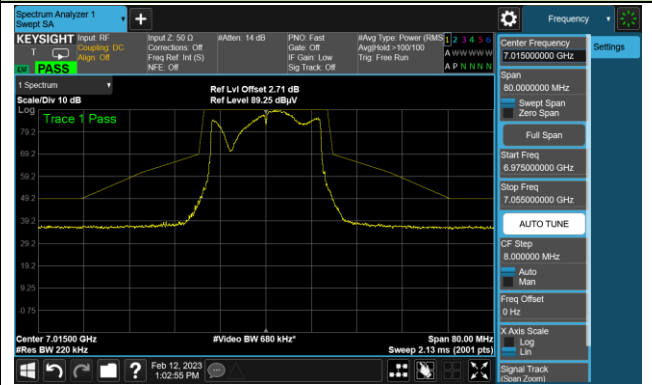 Spectrum Analyzer 1
Swept SA
Frequency
KEYSIGHT
Input: RF
Coupling: DC
Align: Off
Input Z: 50 Ω
Corrections: Off
Freq Ref: Int (S)
NFE: Off
#Atten: 14 dB
PNO: Fast
Gate: Off
IF Gain: Low
Sig Track: Off
#Avg Type: Power (RMS
Avg|Hold:>100/100
Trig: Free Run
1 2 3 4 5 6
A W W W W W
A P N N N N
T
PASS
1 Spectrum
Scale/Div 10 dB
Ref Lvl Offset 2.71 dB
Ref Level 89.25 dBµV
Log
Trace 1 Pass
79.2
69.2
59.2
49.2
39.2
29.2
19.2
9.25
-0.75
Center 7.01500 GHz
#Res BW 220 kHz
#Video BW 680 kHz*
Span 80.00 MHz
Sweep 2.13 ms (2001 pts)
Feb 12, 2023
1:02:55 PM
Center Frequency
7.015000000 GHz
Settings
Span
80.0000000 MHz
Swept Span
Zero Span
Full Span
Start Freq
6.975000000 GHz
Stop Freq
7.055000000 GHz
AUTO TUNE
CF Step
8.000000 MHz
Auto
Man
Freq Offset
0 Hz
X Axis Scale
Log
Lin
Signal Track
(Span Zoom)